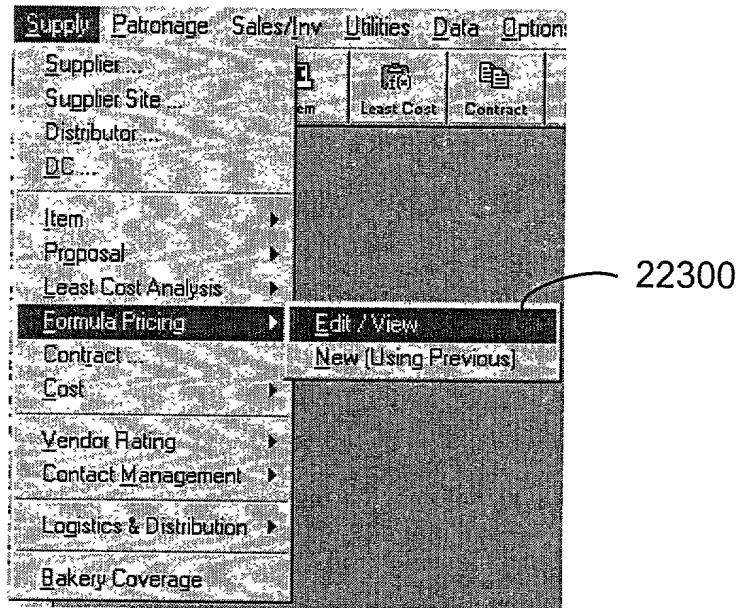 Supply Patronage Sales/Inv Utilities Data Option
Supplier ...
Supplier Site ...
Distributor ...
DC ...
em Least Cost Contract
Item
Proposal
Least Cost Analysis
Formula Pricing
Edit / View
New (Using Previous)
22300
Contract ...
Cost
Vendor Rating
Contact Management
Logistics & Distribution
Bakery Coverage